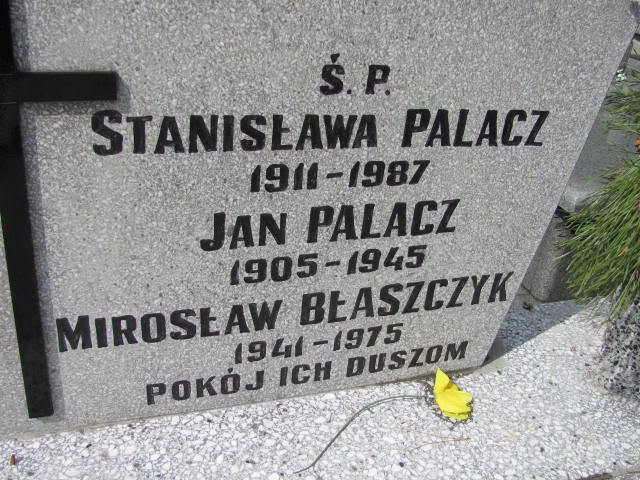 Ś. P.
STANISŁAWA PALACZ
1911-1987
JAN PALACZ
1905-1945
MIROSŁAW BŁASZCZYK
1941-1975
POKÓJ ICH DUSZOM